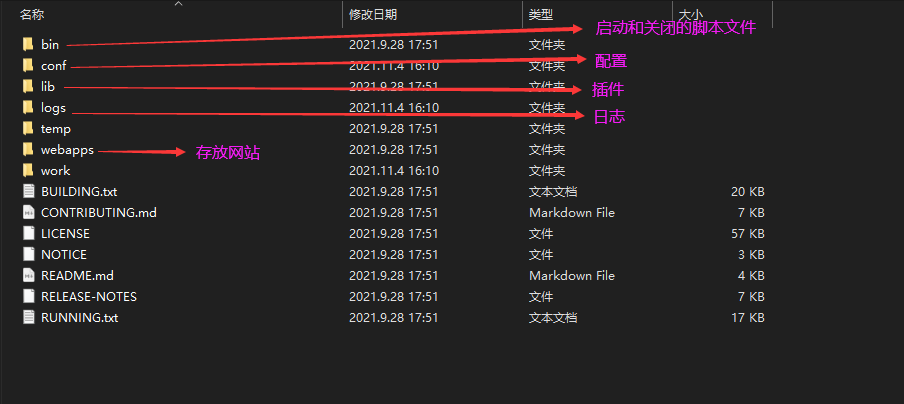 名称 修改日期 类型 大小
启动和关闭的脚本文件
bin 2021.9.28 17:51 文件夹
conf 2021.11.4 16:10 文件夹 配置
lib 2021.9.28 17:51 文件夹 插件
logs 2021.11.4 16:10 文件夹 日志
temp 2021.9.28 17:51 文件夹
webapps 存放网站 2021.9.28 17:51 文件夹
work 2021.11.4 16:10 文件夹
BUILDING.txt 2021.9.28 17:51 文本文档 20 KB
CONTRIBUTING.md 2021.9.28 17:51 Markdown File 7 KB
LICENSE 2021.9.28 17:51 文件 57 KB
NOTICE 2021.9.28 17:51 文件 3 KB
README.md 2021.9.28 17:51 Markdown File 4 KB
RELEASE-NOTES 2021.9.28 17:51 文件 7 KB
RUNNING.txt 2021.9.28 17:51 文本文档 17 KB